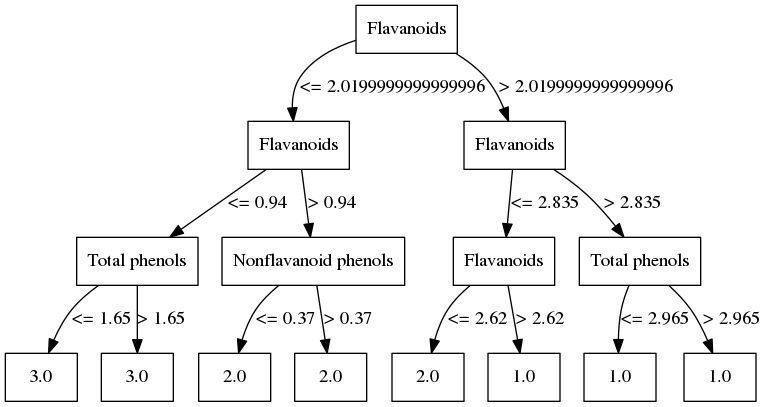 Flavanoids
<= 2.0199999999999996 > 2.0199999999999996
Flavanoids Flavanoids
<= 0.94 > 0.94 <= 2.835 > 2.835
Total phenols Nonflavanoid phenols Flavanoids Total phenols
<= 1.65 > 1.65 <= 0.37 > 0.37 <= 2.62 > 2.62 <= 2.965 > 2.965
3.0 3.0 2.0 2.0 2.0 1.0 1.0 1.0